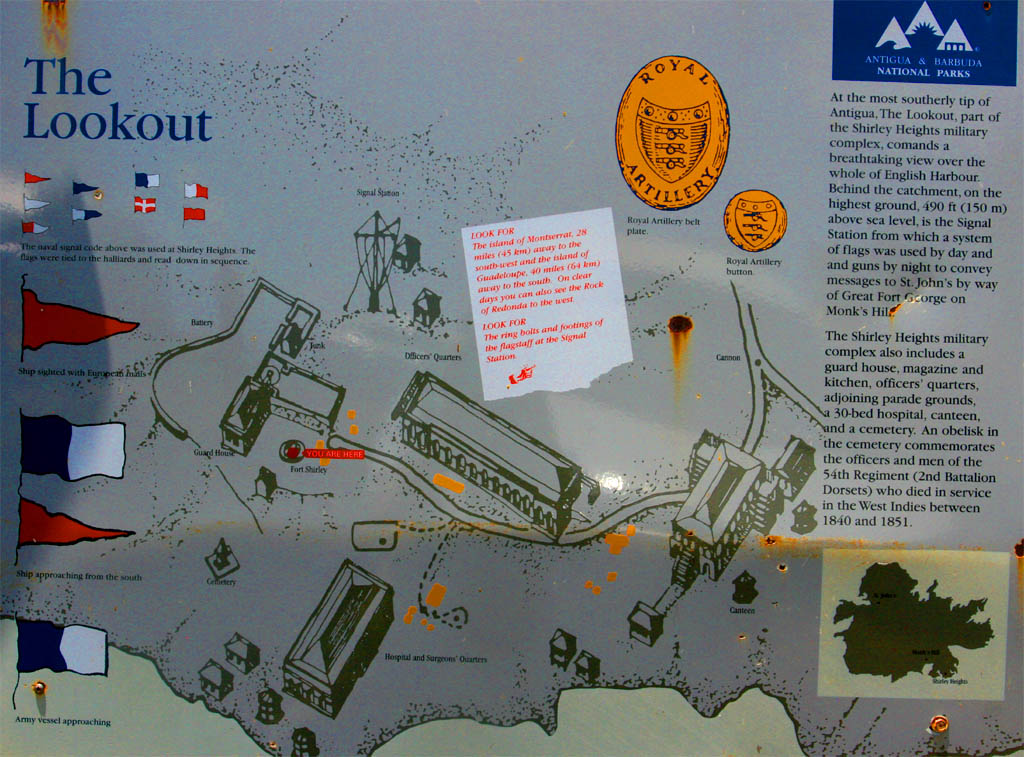 The
Lookout
The naval signal code above was used at Shirley Heights. The
flags were tied to the halliards and read down in sequence.
Ship sighted with European mails
Ship approaching from the south
Army vessel approaching
Signal Station
Battery
Tank
Officers' Quarters
Guard House
YOU ARE HERE
Fort Shirley
Cemetery
Hospital and Surgeons' Quarters
Cannon
Canteen
LOOK FOR
The island of Montserrat, 28
miles (45 km) away to the
south-west and the island of
Guadeloupe, 40 miles (64 km)
away to the south. On clear
days you can also see the Rock
of Redonda to the west.
LOOK FOR
The ring bolts and footings of
the flagstaff at the Signal
Station.
ROYAL
ARTILLERY
Royal Artillery belt
plate.
Royal Artillery
button.
ANTIGUA & BARBUDA
NATIONAL PARKS
At the most southerly tip of
Antigua, The Lookout, part of
the Shirley Heights military
complex, comands a
breathtaking view over the
whole of English Harbour.
Behind the catchment, on the
highest ground, 490 ft (150 m)
above sea level, is the Signal
Station from which a system
of flags was used by day and
and guns by night to convey
messages to St. John's by way
of Great Fort George on
Monk's Hill.
The Shirley Heights military
complex also includes a
guard house, magazine and
kitchen, officers' quarters,
adjoining parade grounds,
a 30-bed hospital, canteen,
and a cemetery. An obelisk in
the cemetery commemorates
the officers and men of the
54th Regiment (2nd Battalion
Dorsets) who died in service
in the West Indies between
1840 and 1851.
St. John's
Monk's Hill
Shirley Heights